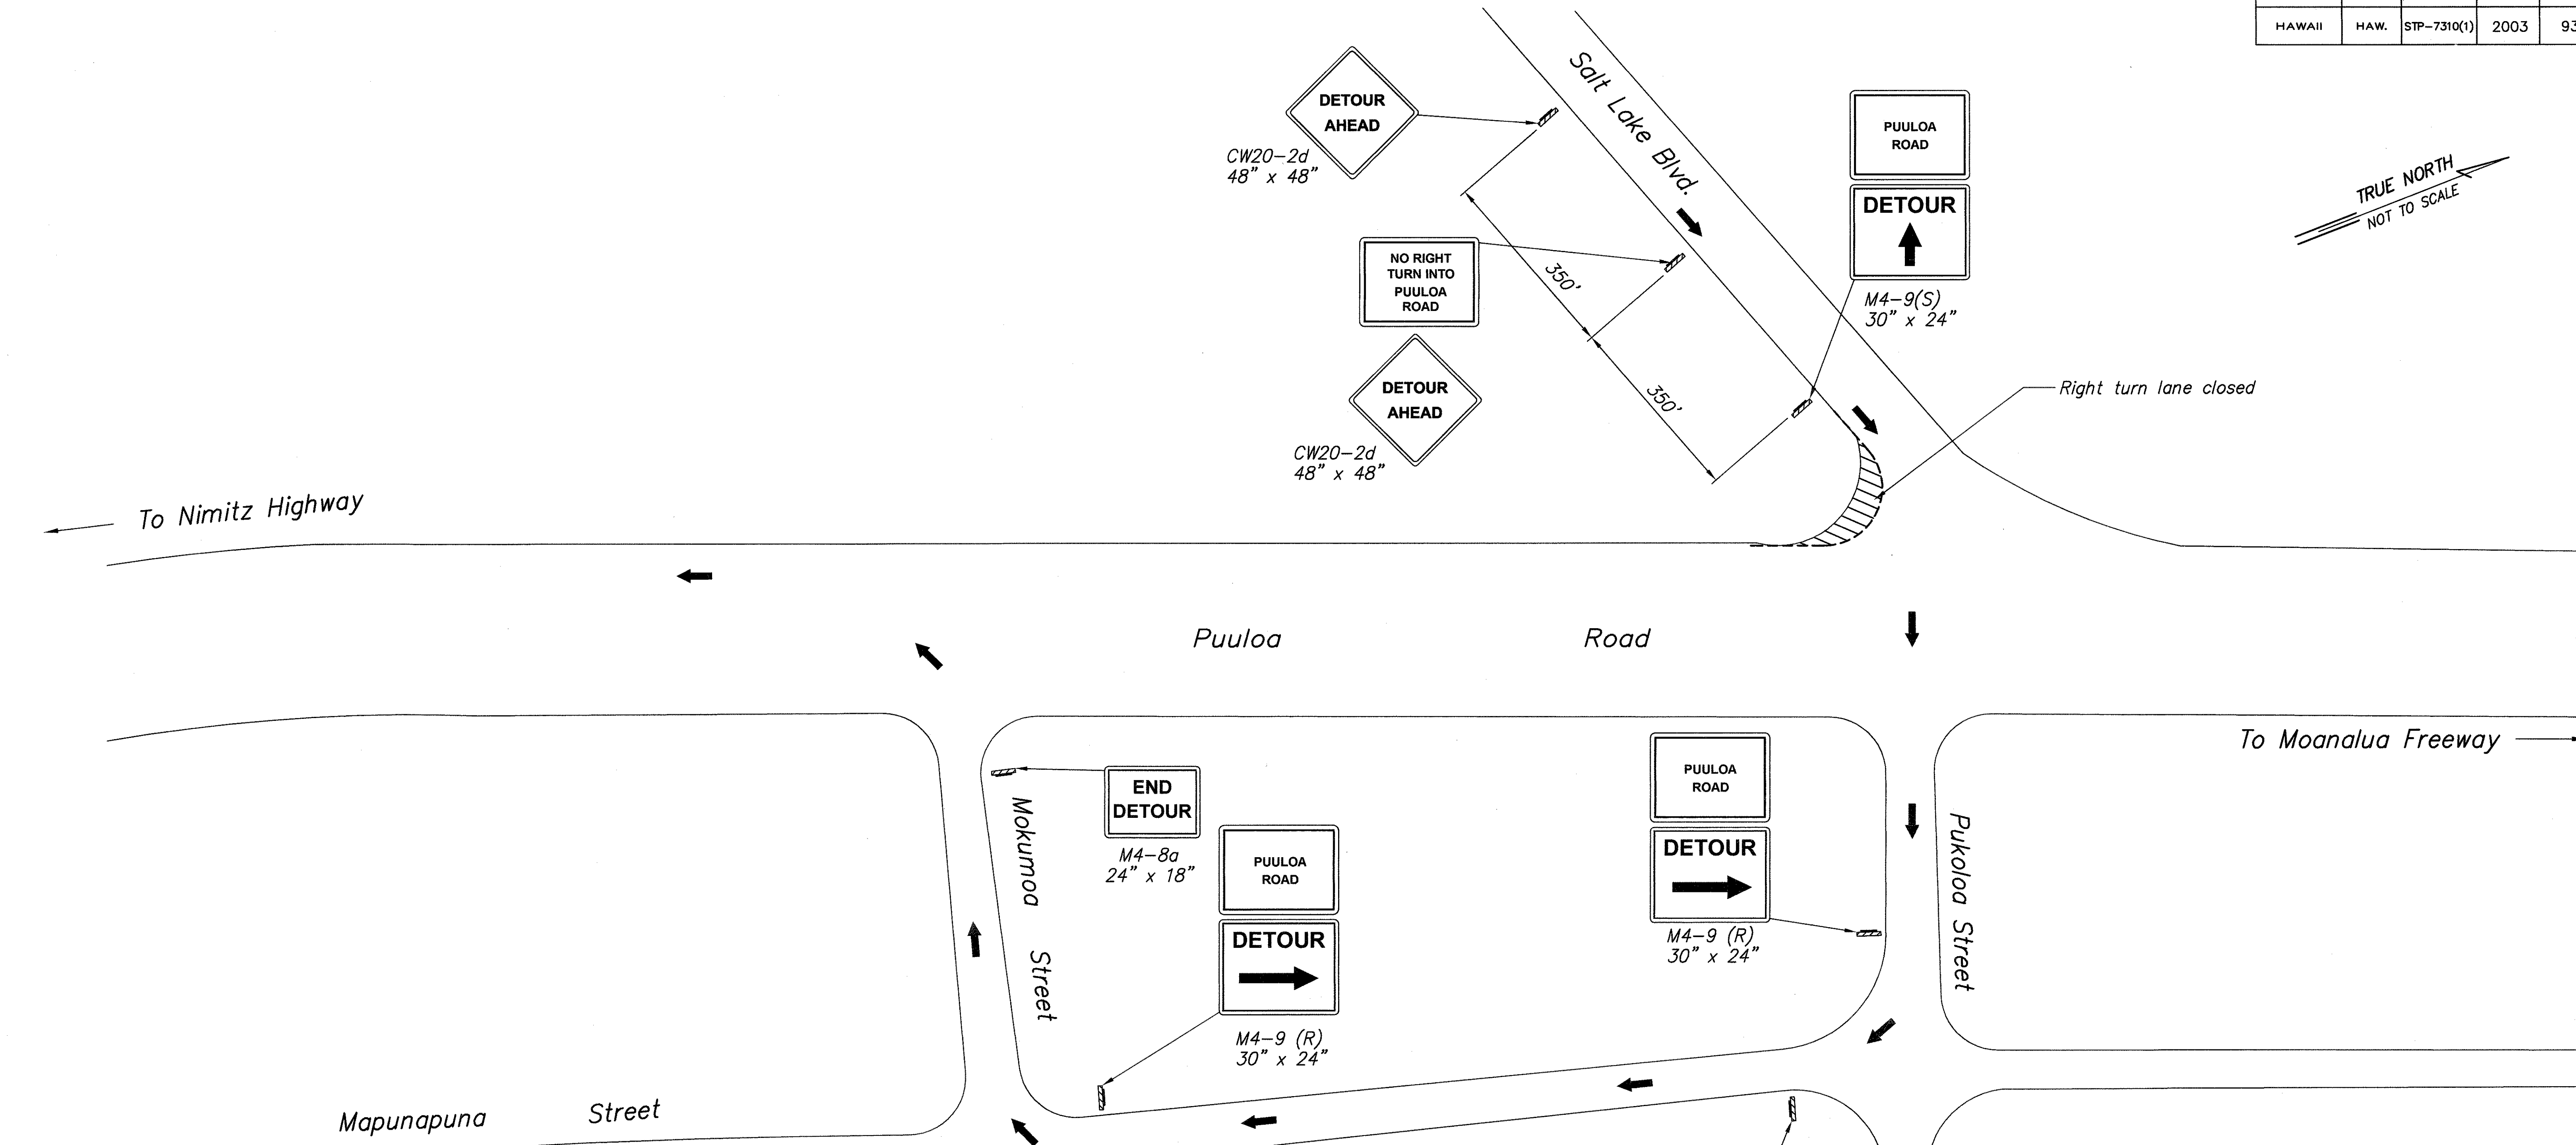 HAWAII HAW. STP-7310(1) 2003 93
Salt Lake Blvd.
DETOUR
AHEAD
CW20-2d
48" x 48"
PUULOA
ROAD
DETOUR
M4-9(S)
30" x 24"
TRUE NORTH
NOT TO SCALE
NO RIGHT
TURN INTO
PUULOA
ROAD
DETOUR
AHEAD
CW20-2d
48" x 48"
350'
350'
Right turn lane closed
To Nimitz Highway
Puuloa Road
To Moanalua Freeway
END
DETOUR
M4-8a
24" x 18"
Mokumoa Street
PUULOA
ROAD
DETOUR
M4-9 (R)
30" x 24"
PUULOA
ROAD
DETOUR
M4-9 (R)
30" x 24"
Pukoloa Street
Mapunapuna Street